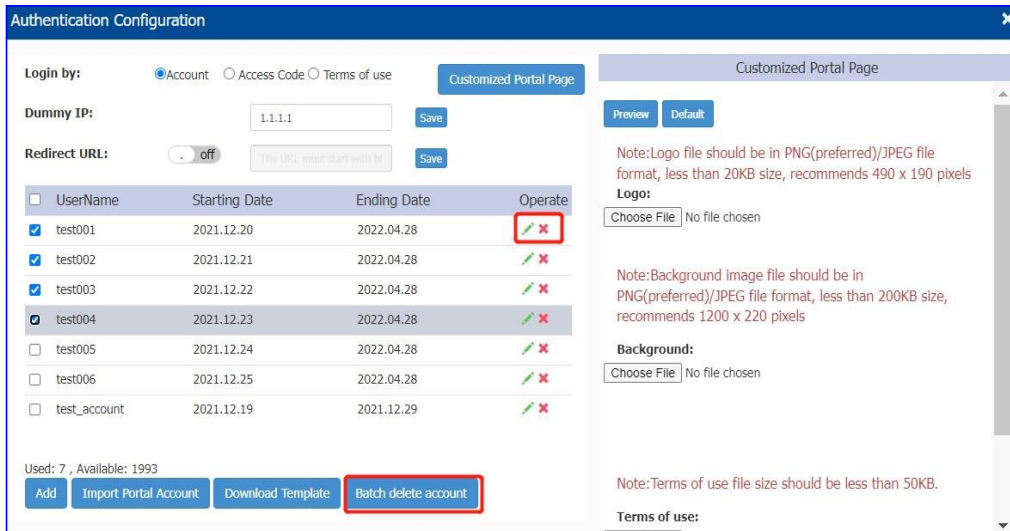 Authentication Configuration
Login by: Account Access Code Terms of use Customized Portal Page
Dummy IP: 1.1.1.1 Save
Redirect URL: off The URL must start with ht Save
UserName Starting Date Ending Date Operate
test001 2021.12.20 2022.04.28
test002 2021.12.21 2022.04.28
test003 2021.12.22 2022.04.28
test004 2021.12.23 2022.04.28
test005 2021.12.24 2022.04.28
test006 2021.12.25 2022.04.28
test_account 2021.12.19 2021.12.29
Used: 7 , Available: 1993
Add Import Portal Account Download Template Batch delete account
Customized Portal Page
Preview Default
Note:Logo file should be in PNG(preferred)/JPEG file
format, less than 20KB size, recommends 490 x 190 pixels
Logo:
Choose File No file chosen
Note:Background image file should be in
PNG(preferred)/JPEG file format, less than 200KB size,
recommends 1200 x 220 pixels
Background:
Choose File No file chosen
Note:Terms of use file size should be less than 50KB.
Terms of use: